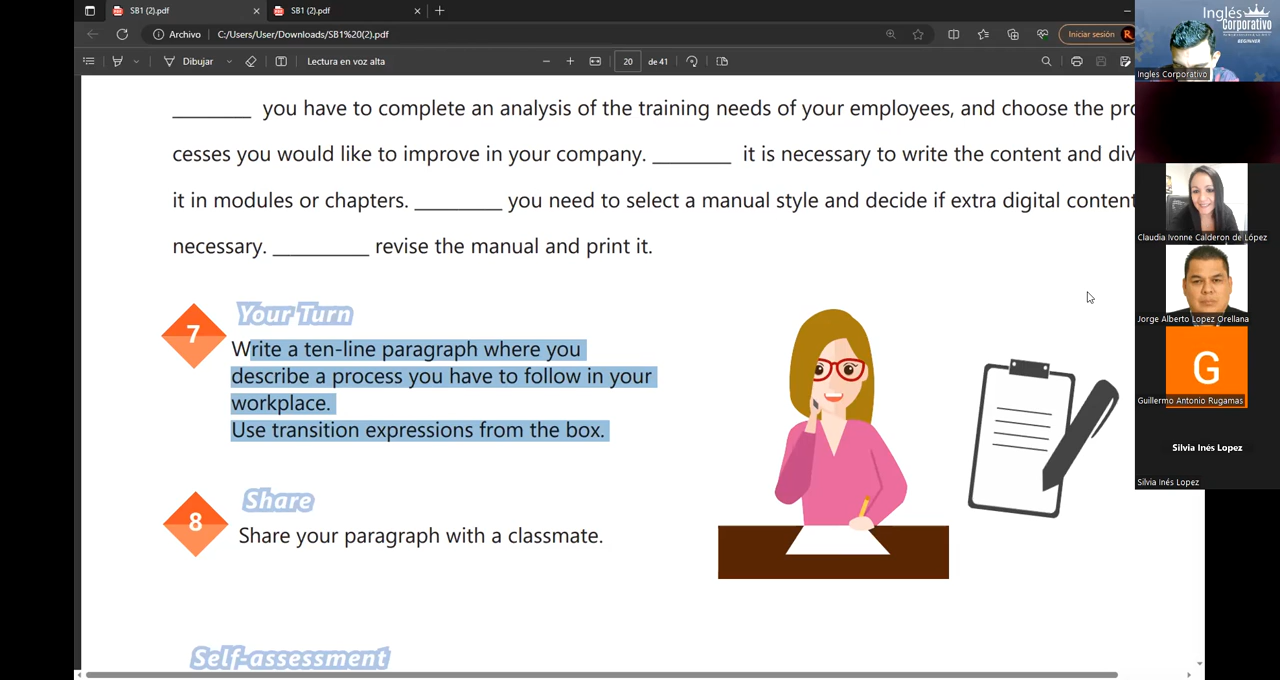 SB1 (2).pdf
SB1 (2).pdf
Archivo
C:/Users/User/Downloads/SB1%20(2).pdf
Iniciar sesión
R
Dibujar
Lectura en voz alta
20
de 41
________ you have to complete an analysis of the training needs of your employees, and choose the pro
cesses you would like to improve in your company. ________ it is necessary to write the content and div
it in modules or chapters. _________ you need to select a manual style and decide if extra digital content
necessary. __________ revise the manual and print it.
7
Your Turn
Write a ten-line paragraph where you
describe a process you have to follow in your
workplace.
Use transition expressions from the box.
8
Share
Share your paragraph with a classmate.
Self-assessment
Inglés
Corporativo
BEGINNER
Ingles Corporativo
Claudia Ivonne Calderon de López
Jorge Alberto Lopez Orellana
G
Guillermo Antonio Rugamas
Silvia Inés Lopez
Silvia Inés Lopez